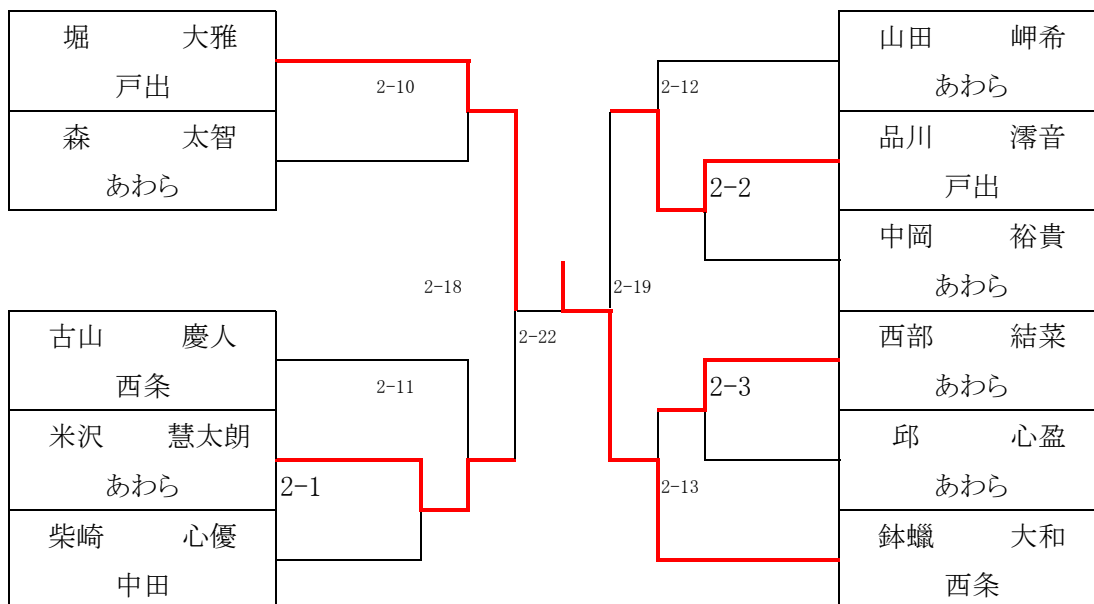 堀 大雅
戸出
森 太智
あわら
古山 慶人
西条
米沢 慧太朗
あわら
柴崎 心優
中田
2-10
2-18
2-11
2-1
2-22
2-12
2-2
2-19
2-3
2-13
山田 岬希
あわら
品川 澪音
戸出
中岡 裕貴
あわら
西部 結菜
あわら
邱 心盈
あわら
鉢蠟 大和
西条